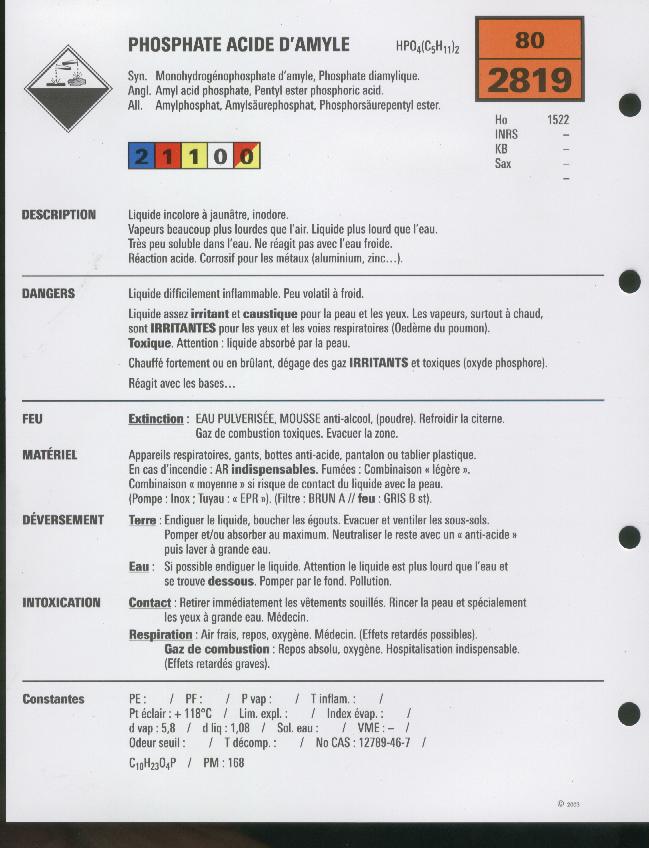 PHOSPHATE ACIDE D'AMYLE HPO4(C5H11)2
80
2819
Syn. Monohydrogénophosphate d'amyle, Phosphate diamylique.
Angl. Amyl acid phosphate, Pentyl ester phosphoric acid.
All. Amylphosphat, Amylsäurephosphat, Phosphorsäurepentyl ester.
Ho 1522
INRS –
KB –
Sax –
–
2 1 1 0 0
DESCRIPTION Liquide incolore à jaunâtre, inodore.
Vapeurs beaucoup plus lourdes que l'air. Liquide plus lourd que l'eau.
Très peu soluble dans l'eau. Ne réagit pas avec l'eau froide.
Réaction acide. Corrosif pour les métaux (aluminium, zinc...).
DANGERS Liquide difficilement inflammable. Peu volatil à froid.
Liquide assez irritant et caustique pour la peau et les yeux. Les vapeurs, surtout à chaud,
sont IRRITANTES pour les yeux et les voies respiratoires (Oedème du poumon).
Toxique. Attention : liquide absorbé par la peau.
Chauffé fortement ou en brûlant, dégage des gaz IRRITANTS et toxiques (oxyde phosphore).
Réagit avec les bases...
FEU Extinction : EAU PULVERISÉE, MOUSSE anti-alcool, (poudre). Refroidir la citerne.
Gaz de combustion toxiques. Evacuer la zone.
MATÉRIEL Appareils respiratoires, gants, bottes anti-acide, pantalon ou tablier plastique.
En cas d'incendie : AR indispensables. Fumées : Combinaison « légère ».
Combinaison « moyenne » si risque de contact du liquide avec la peau.
(Pompe : Inox ; Tuyau : « EPR »). (Filtre : BRUN A // feu : GRIS B st).
DÉVERSEMENT Terre : Endiguer le liquide, boucher les égouts. Evacuer et ventiler les sous-sols.
Pomper et/ou absorber au maximum. Neutraliser le reste avec un « anti-acide »
puis laver à grande eau.
Eau : Si possible endiguer le liquide. Attention le liquide est plus lourd que l'eau et
se trouve dessous. Pomper par le fond. Pollution.
INTOXICATION Contact : Retirer immédiatement les vêtements souillés. Rincer la peau et spécialement
les yeux à grande eau. Médecin.
Respiration : Air frais, repos, oxygène. Médecin. (Effets retardés possibles).
Gaz de combustion : Repos absolu, oxygène. Hospitalisation indispensable.
(Effets retardés graves).
Constantes PE : / PF : / P vap : / T inflam. : /
Pt éclair : + 118°C / Lim. expl. : / Index évap. : /
d vap : 5,8 / d liq : 1,08 / Sol. eau : / VME : – /
Odeur seuil : / T décomp. : / No CAS : 12789-46-7 /
C10H23O4P / PM : 168
© 2003